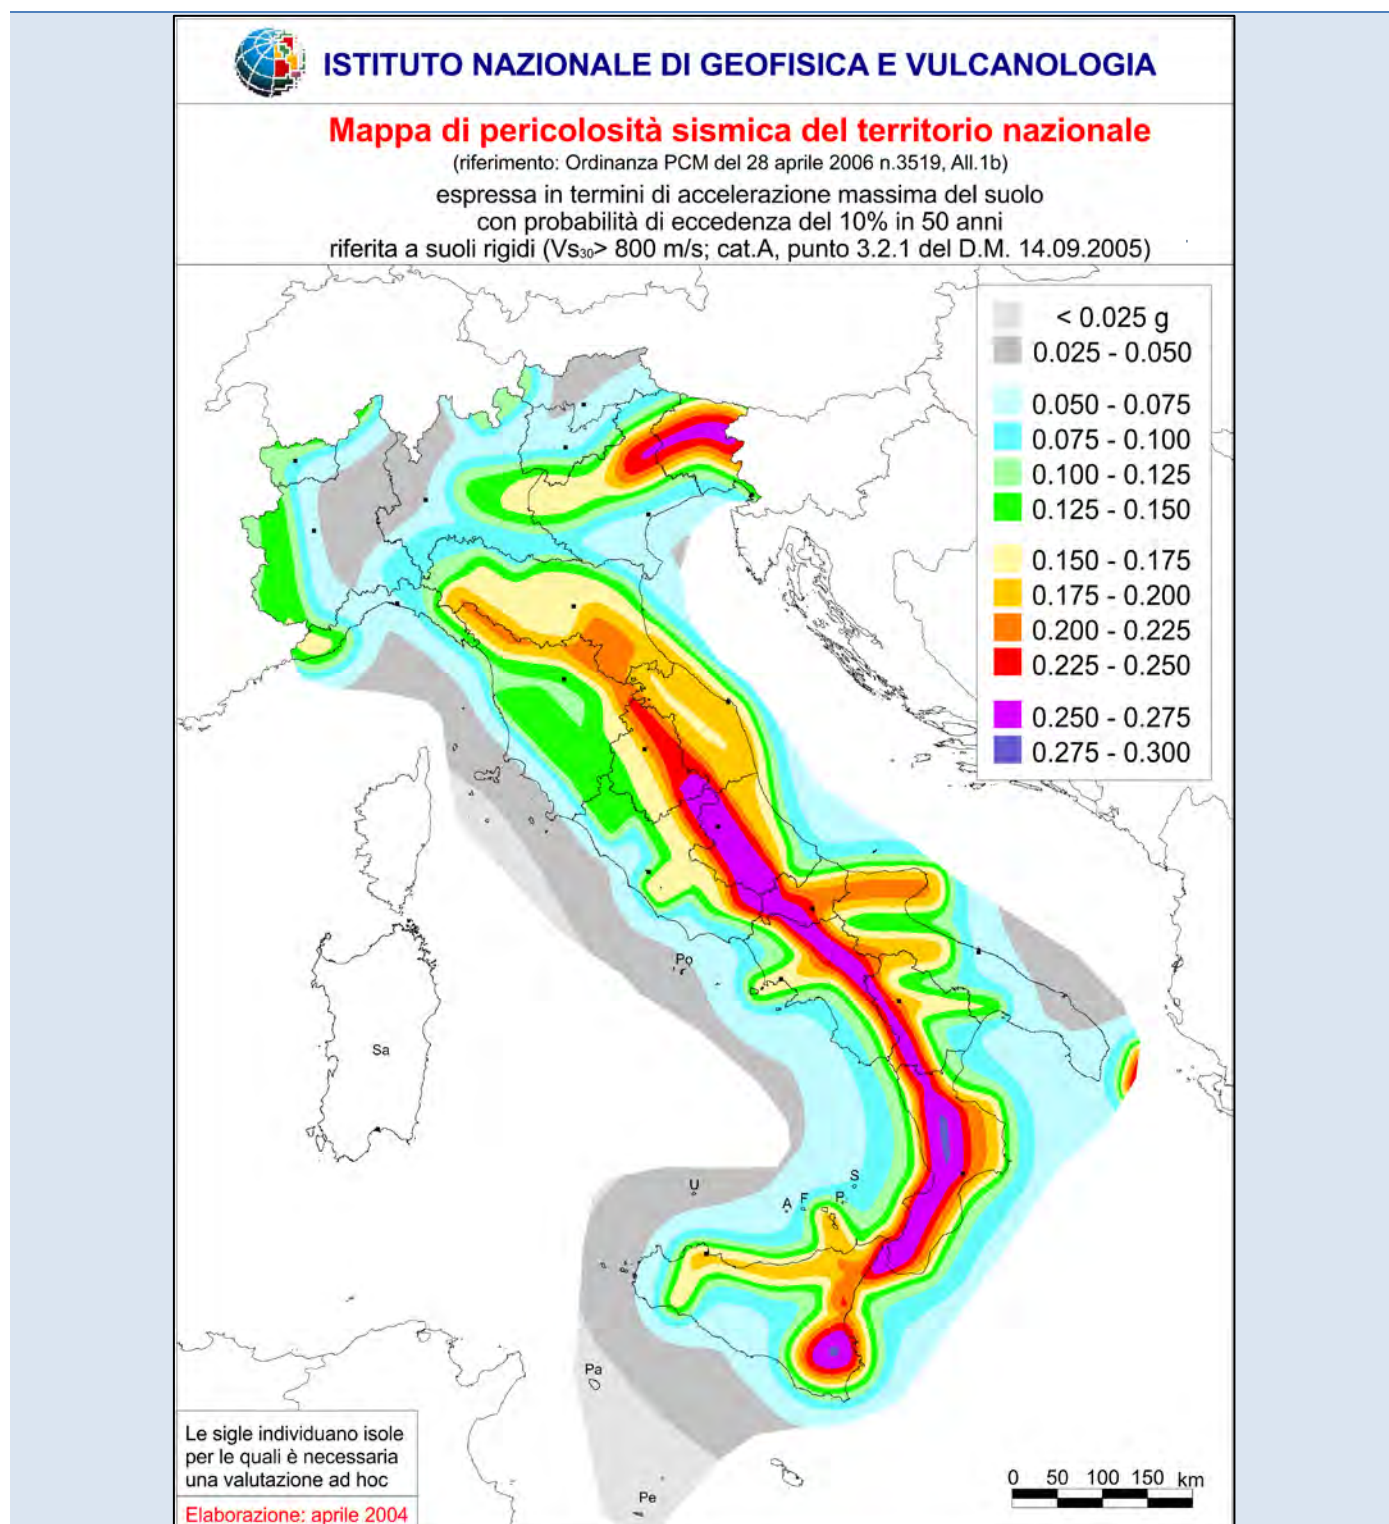 ISTITUTO NAZIONALE DI GEOFISICA E VULCANOLOGIA
Mappa di pericolosità sismica del territorio nazionale
(riferimento: Ordinanza PCM del 28 aprile 2006 n.3519, All.1b)
espressa in termini di accelerazione massima del suolo
con probabilità di eccedenza del 10% in 50 anni
riferita a suoli rigidi (Vs30> 800 m/s; cat.A, punto 3.2.1 del D.M. 14.09.2005)
< 0.025 g
0.025 - 0.050
0.050 - 0.075
0.075 - 0.100
0.100 - 0.125
0.125 - 0.150
0.150 - 0.175
0.175 - 0.200
0.200 - 0.225
0.225 - 0.250
0.250 - 0.275
0.275 - 0.300
Po
Sa
U
A
F
P
S
Pa
Pe
Le sigle individuano isole
per le quali è necessaria
una valutazione ad hoc
Elaborazione: aprile 2004
0 50 100 150 km